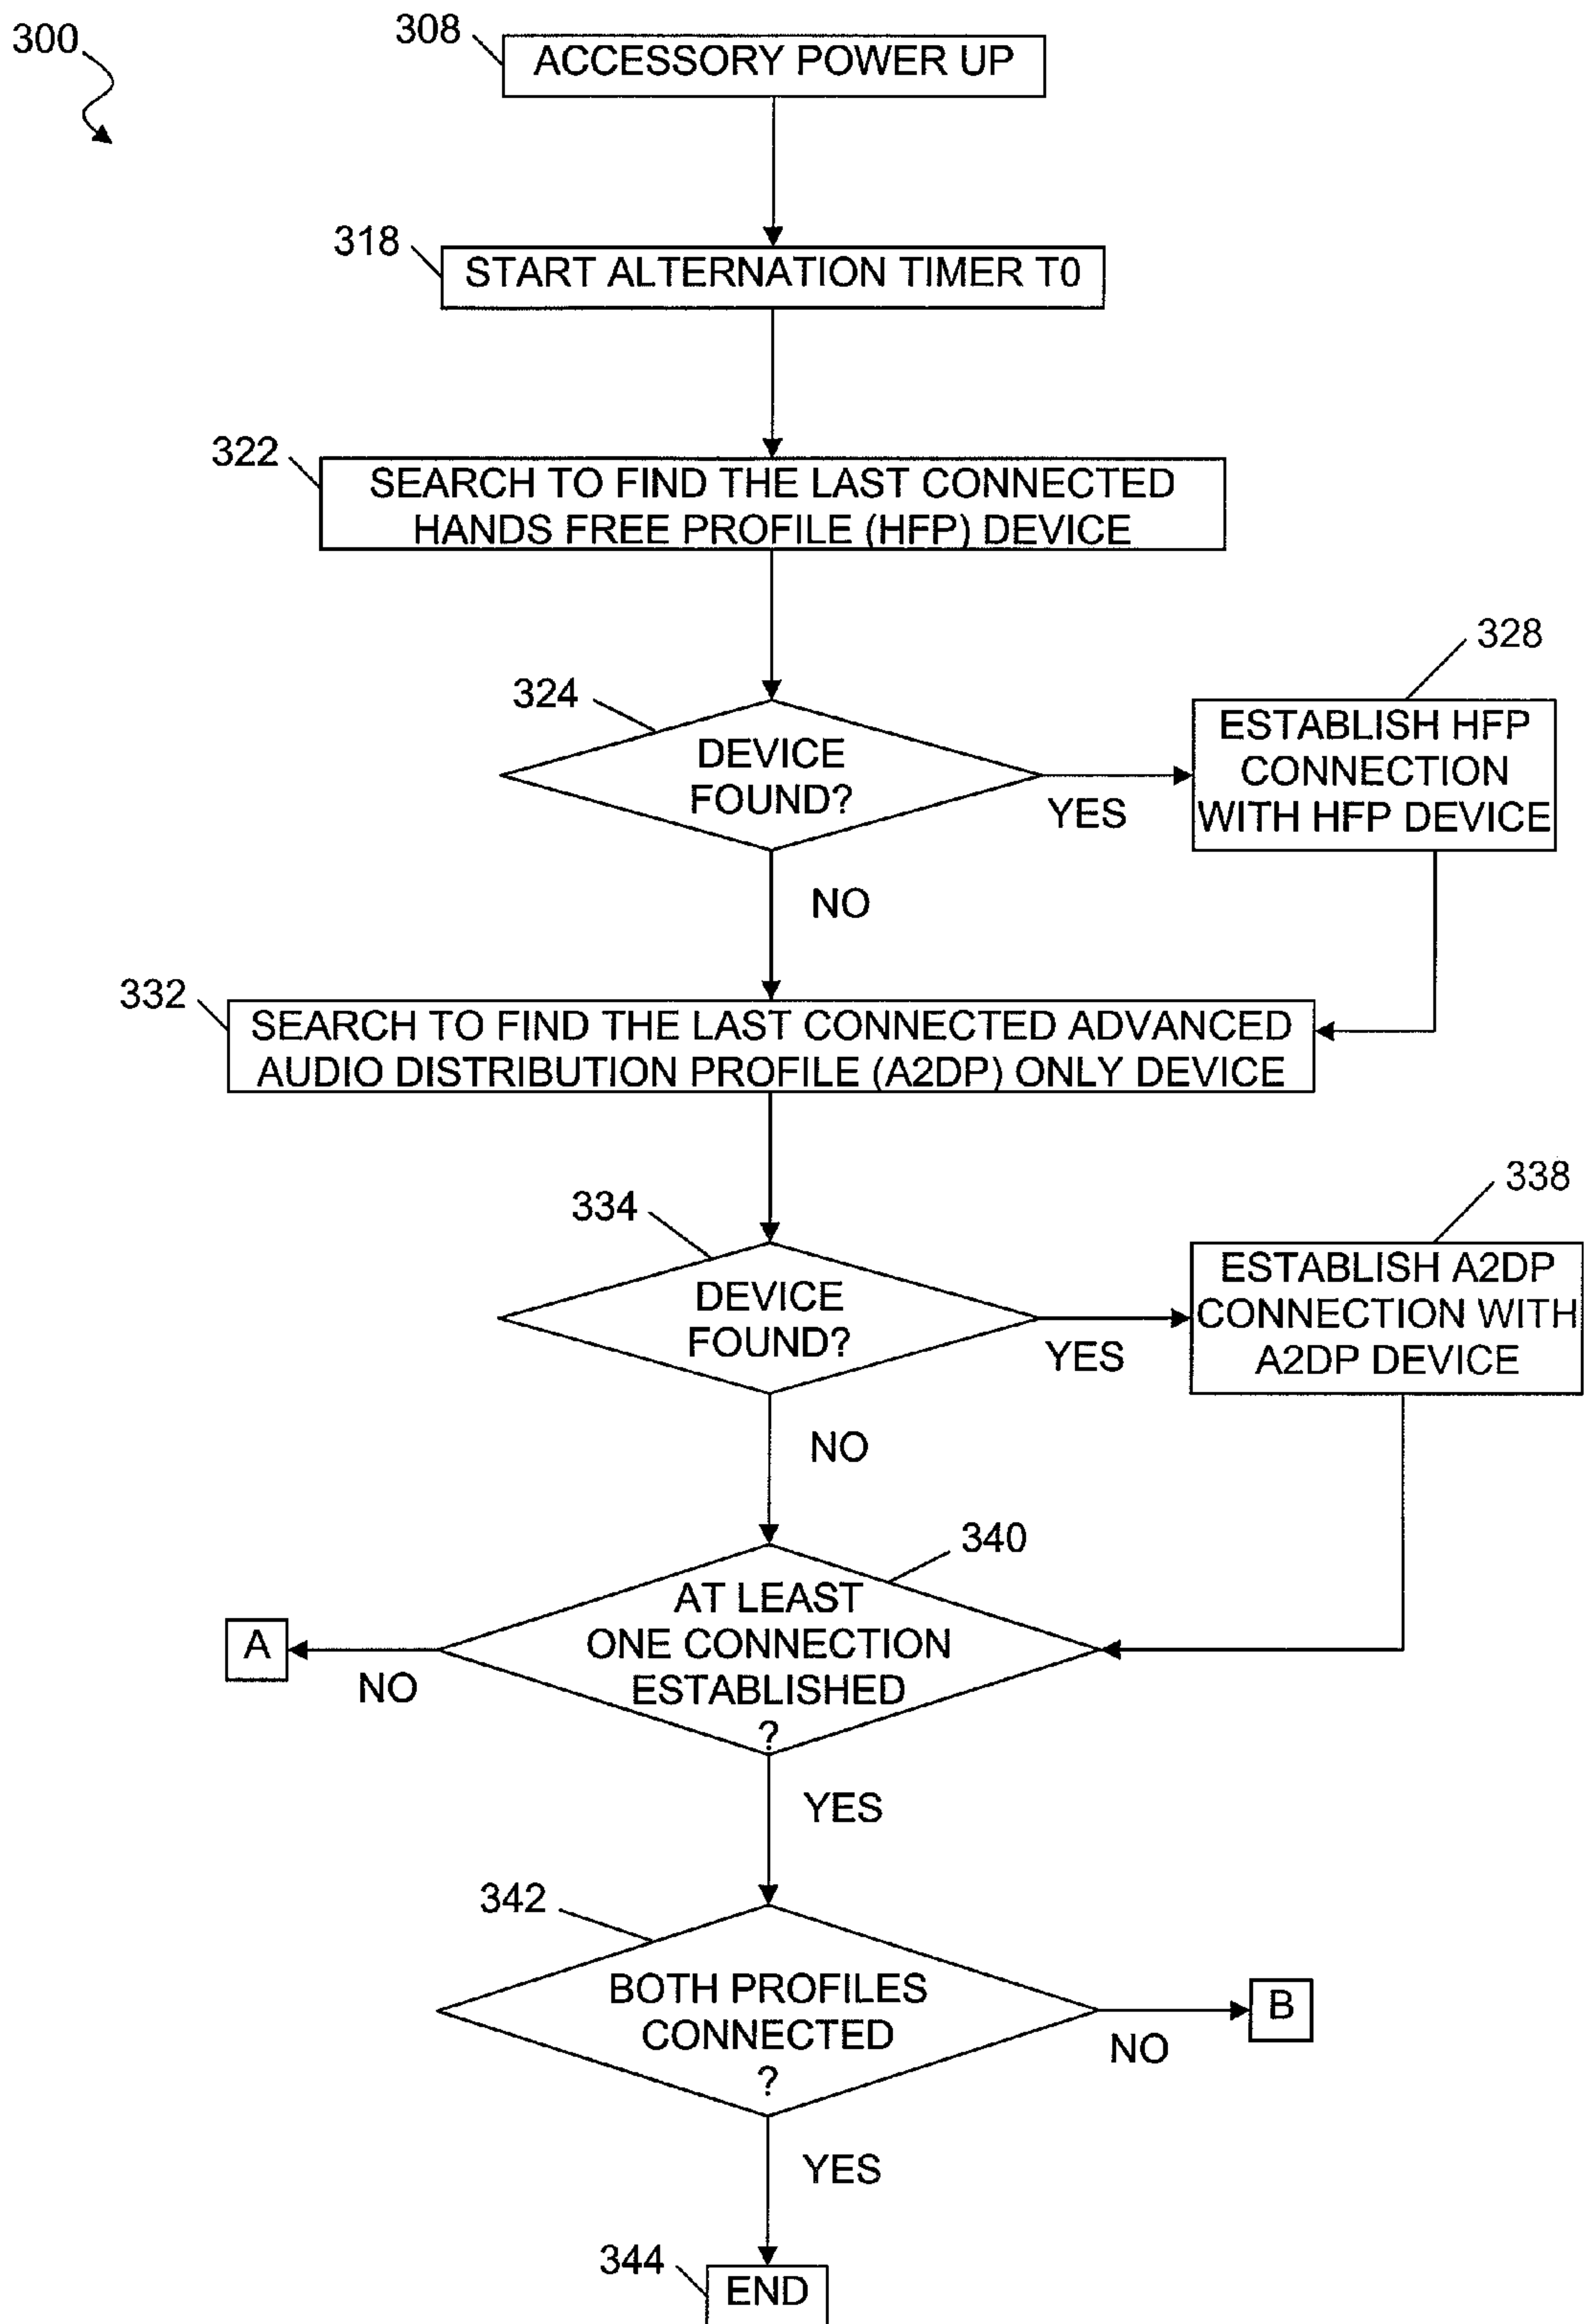 300
308
ACCESSORY POWER UP
318
START ALTERNATION TIMER T0
322
SEARCH TO FIND THE LAST CONNECTED
HANDS FREE PROFILE (HFP) DEVICE
324
DEVICE
FOUND?
YES
328
ESTABLISH HFP
CONNECTION
WITH HFP DEVICE
NO
332
SEARCH TO FIND THE LAST CONNECTED ADVANCED
AUDIO DISTRIBUTION PROFILE (A2DP) ONLY DEVICE
334
DEVICE
FOUND?
YES
338
ESTABLISH A2DP
CONNECTION WITH
A2DP DEVICE
NO
340
AT LEAST
ONE CONNECTION
ESTABLISHED
?
A
NO
YES
342
BOTH PROFILES
CONNECTED
?
B
NO
YES
344
END